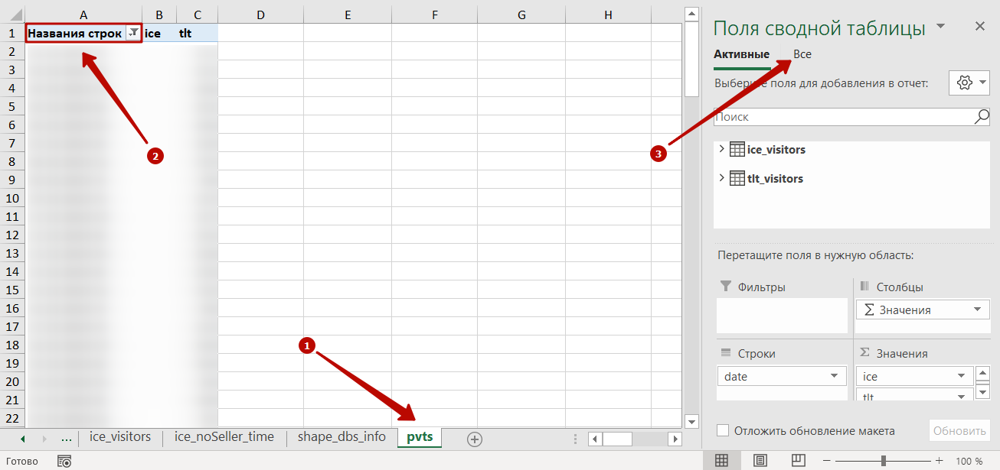 A B C D E F G H
1 Названия строк ice tlt
2
3
4
5
6
7
8
9
10
11
12
13
14
15
16
17
18
19
20
21
22
2
1
3
... ice_visitors ice_noSeller_time shape_dbs_info pvts
Готово
Поля сводной таблицы
Активные Все
Выберите поля для добавления в отчет:
Поиск
ice_visitors
tlt_visitors
Перетащите поля в нужную область:
Фильтры
Столбцы
Σ Значения
Строки
date
Σ Значения
ice
tlt
Отложить обновление макета
Обновить
100 %